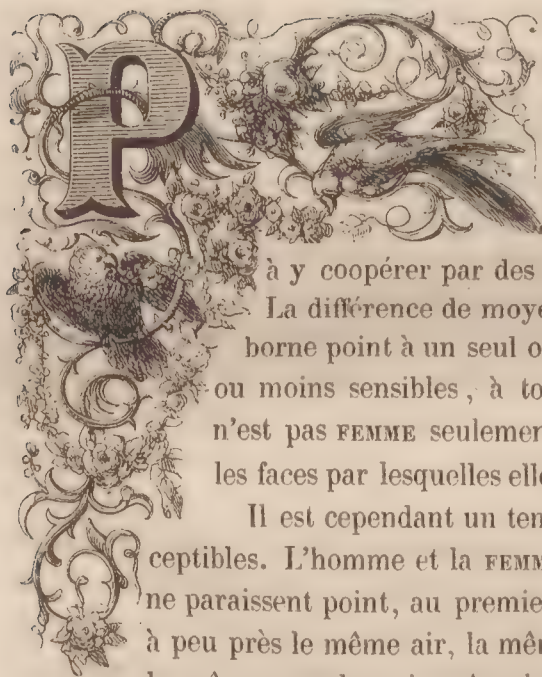 P
à y coopérer par des
La différence de moye
borne point à un seul o
ou moins sensibles, à to
n'est pas FEMME seulemen
les faces par lesquelles elle
Il est cependant un ten
ceptibles. L'homme et la FEMM
ne paraissent point, au premie
à peu près le même air, la mêm